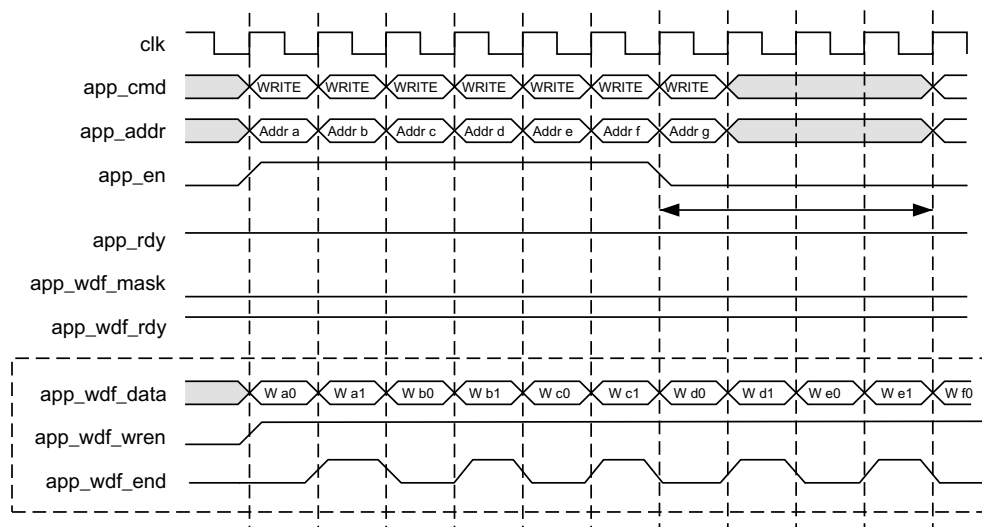 clk
app_cmd WRITE WRITE WRITE WRITE WRITE WRITE WRITE
app_addr Addr a Addr b Addr c Addr d Addr e Addr f Addr g
app_en
app_rdy
app_wdf_mask
app_wdf_rdy
app_wdf_data W a0 W a1 W b0 W b1 W c0 W c1 W d0 W d1 W e0 W e1 W f0
app_wdf_wren
app_wdf_end